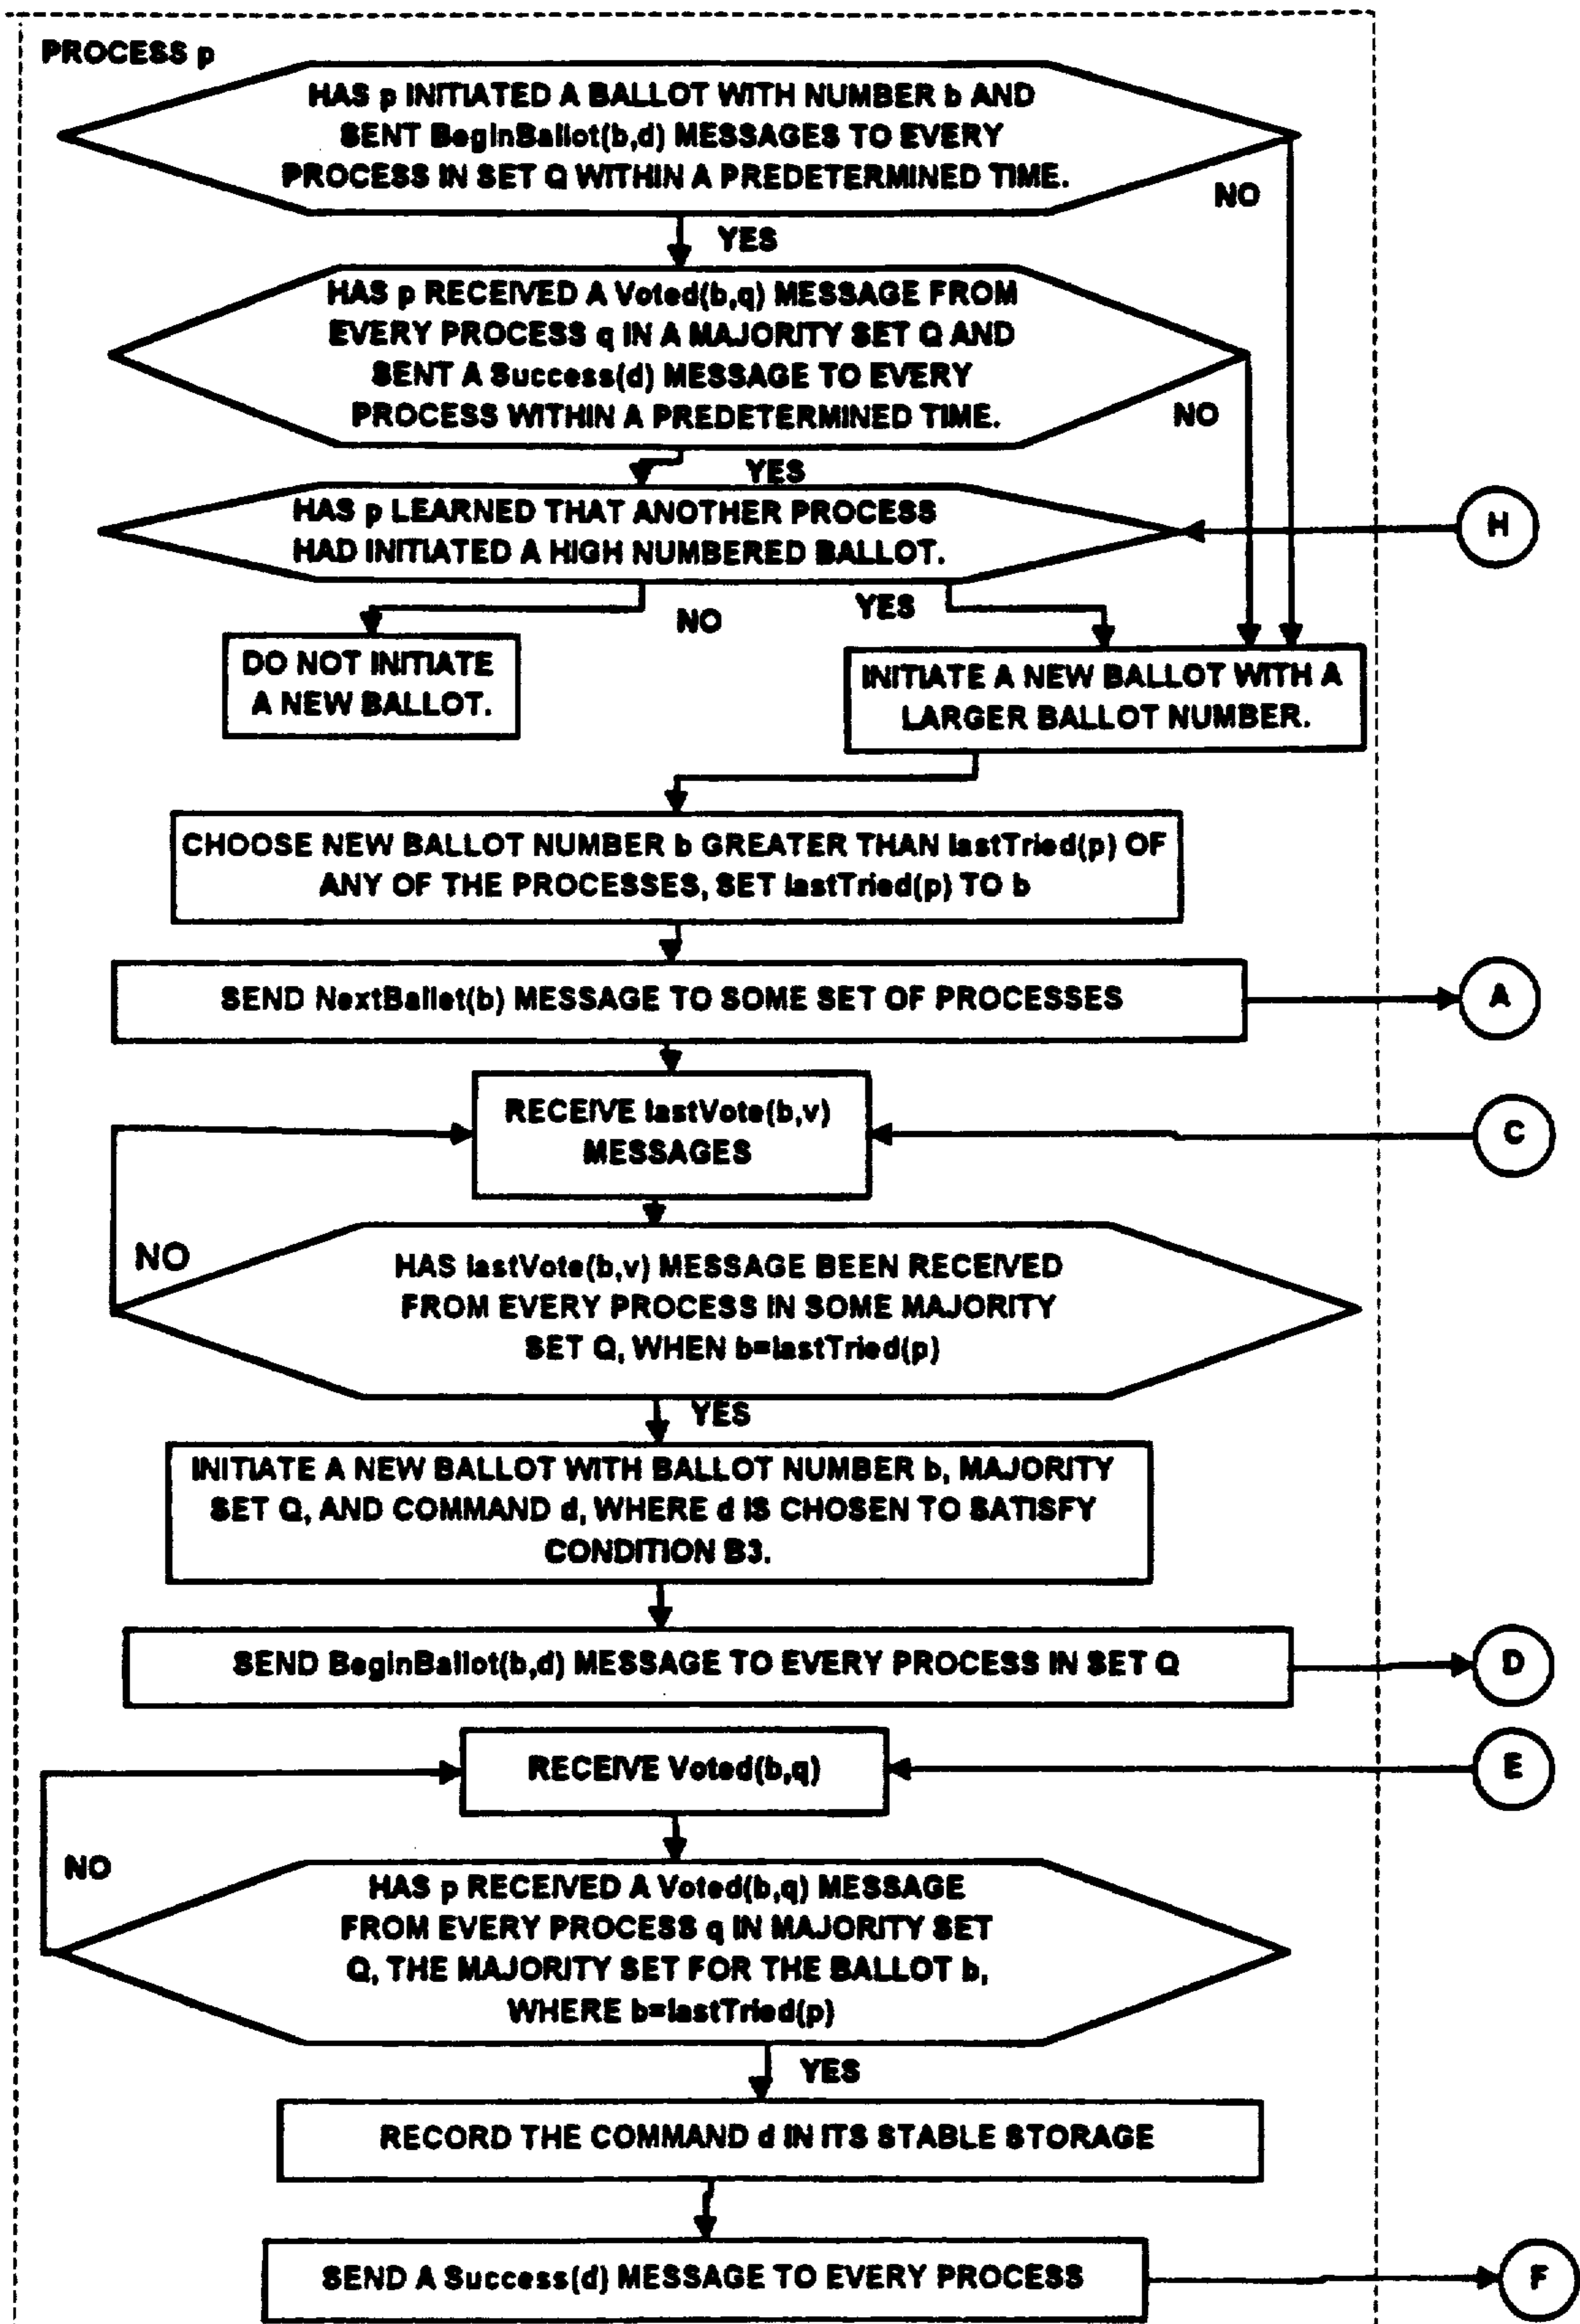 PROCESS p
HAS p INITIATED A BALLOT WITH NUMBER b AND
SENT BeginBallot(b,d) MESSAGES TO EVERY
PROCESS IN SET Q WITHIN A PREDETERMINED TIME.
NO
YES
HAS p RECEIVED A Voted(b,q) MESSAGE FROM
EVERY PROCESS q IN A MAJORITY SET Q AND
SENT A Success(d) MESSAGE TO EVERY
PROCESS WITHIN A PREDETERMINED TIME.
NO
YES
HAS p LEARNED THAT ANOTHER PROCESS
HAD INITIATED A HIGH NUMBERED BALLOT.
H
NO
YES
DO NOT INITIATE
A NEW BALLOT.
INITIATE A NEW BALLOT WITH A
LARGER BALLOT NUMBER.
CHOOSE NEW BALLOT NUMBER b GREATER THAN lastTried(p) OF
ANY OF THE PROCESSES, SET lastTried(p) TO b
SEND NextBallet(b) MESSAGE TO SOME SET OF PROCESSES
A
RECEIVE lastVote(b,v)
MESSAGES
C
NO
HAS lastVote(b,v) MESSAGE BEEN RECEIVED
FROM EVERY PROCESS IN SOME MAJORITY
SET Q, WHEN b=lastTried(p)
YES
INITIATE A NEW BALLOT WITH BALLOT NUMBER b, MAJORITY
SET Q, AND COMMAND d, WHERE d IS CHOSEN TO SATISFY
CONDITION B3.
SEND BeginBallot(b,d) MESSAGE TO EVERY PROCESS IN SET Q
D
RECEIVE Voted(b,q)
E
NO
HAS p RECEIVED A Voted(b,q) MESSAGE
FROM EVERY PROCESS q IN MAJORITY SET
Q, THE MAJORITY SET FOR THE BALLOT b,
WHERE b=lastTried(p)
YES
RECORD THE COMMAND d IN ITS STABLE STORAGE
SEND A Success(d) MESSAGE TO EVERY PROCESS
F